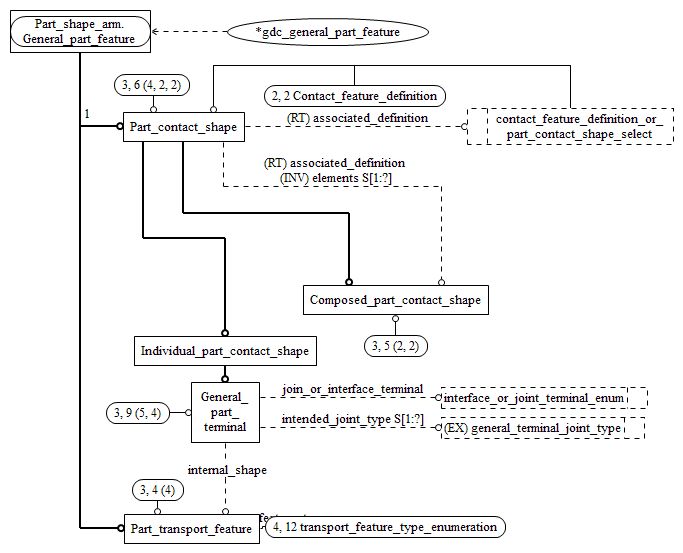 Part_shape_arm.
General_part_feature
*gdc_general_part_feature
3, 6 (4, 2, 2)
2, 2 Contact_feature_definition
1
Part_contact_shape
(RT) associated_definition
contact_feature_definition_or_
part_contact_shape_select
(RT) associated_definition
(INV) elements S[1:?]
Composed_part_contact_shape
3, 5 (2, 2)
Individual_part_contact_shape
General_
part_
terminal
3, 9 (5, 4)
join_or_interface_terminal
interface_or_joint_terminal_enum
intended_joint_type S[1:?]
(EX) general_terminal_joint_type
internal_shape
3, 4 (4)
Part_transport_feature
4, 12 transport_feature_type_enumeration